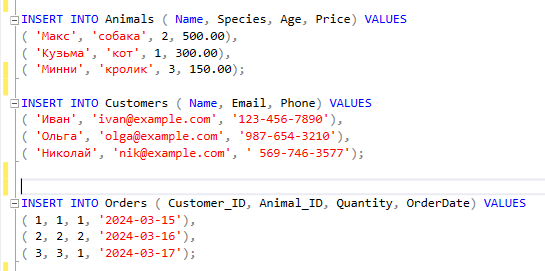 INSERT INTO Animals ( Name, Species, Age, Price) VALUES
( 'Макс', 'собака', 2, 500.00),
( 'Кузьма', 'кот', 1, 300.00),
( 'Минни', 'кролик', 3, 150.00);
INSERT INTO Customers ( Name, Email, Phone) VALUES
( 'Иван', 'ivan@example.com', '123-456-7890'),
( 'Ольга', 'olga@example.com', '987-654-3210'),
( 'Николай', 'nik@example.com', ' 569-746-3577');
INSERT INTO Orders ( Customer_ID, Animal_ID, Quantity, OrderDate) VALUES
( 1, 1, 1, '2024-03-15'),
( 2, 2, 2, '2024-03-16'),
( 3, 3, 1, '2024-03-17');